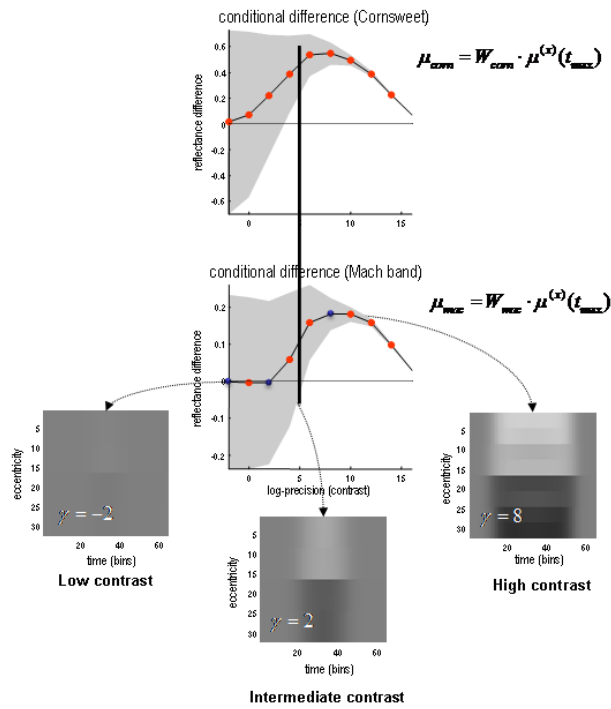 conditional difference (Cornsweet)
μcorn = Wcorn · μ(x)(tmax)
reflectance difference
0.6
0.4
0.2
0
-0.2
-0.4
-0.6
0 5 10 15
conditional difference (Mach band)
μmac = Wmac · μ(x)(tmax)
reflectance difference
0.2
0.1
0
-0.1
-0.2
0 5 10 15
log-precision (contrast)
eccentricity
5
10
15
20
25
30
γ = -2
20 40 60
time (bins)
Low contrast
eccentricity
5
10
15
20
25
30
γ = 2
20 40 60
time (bins)
Intermediate contrast
eccentricity
5
10
15
20
25
30
γ = 8
20 40 60
time (bins)
High contrast